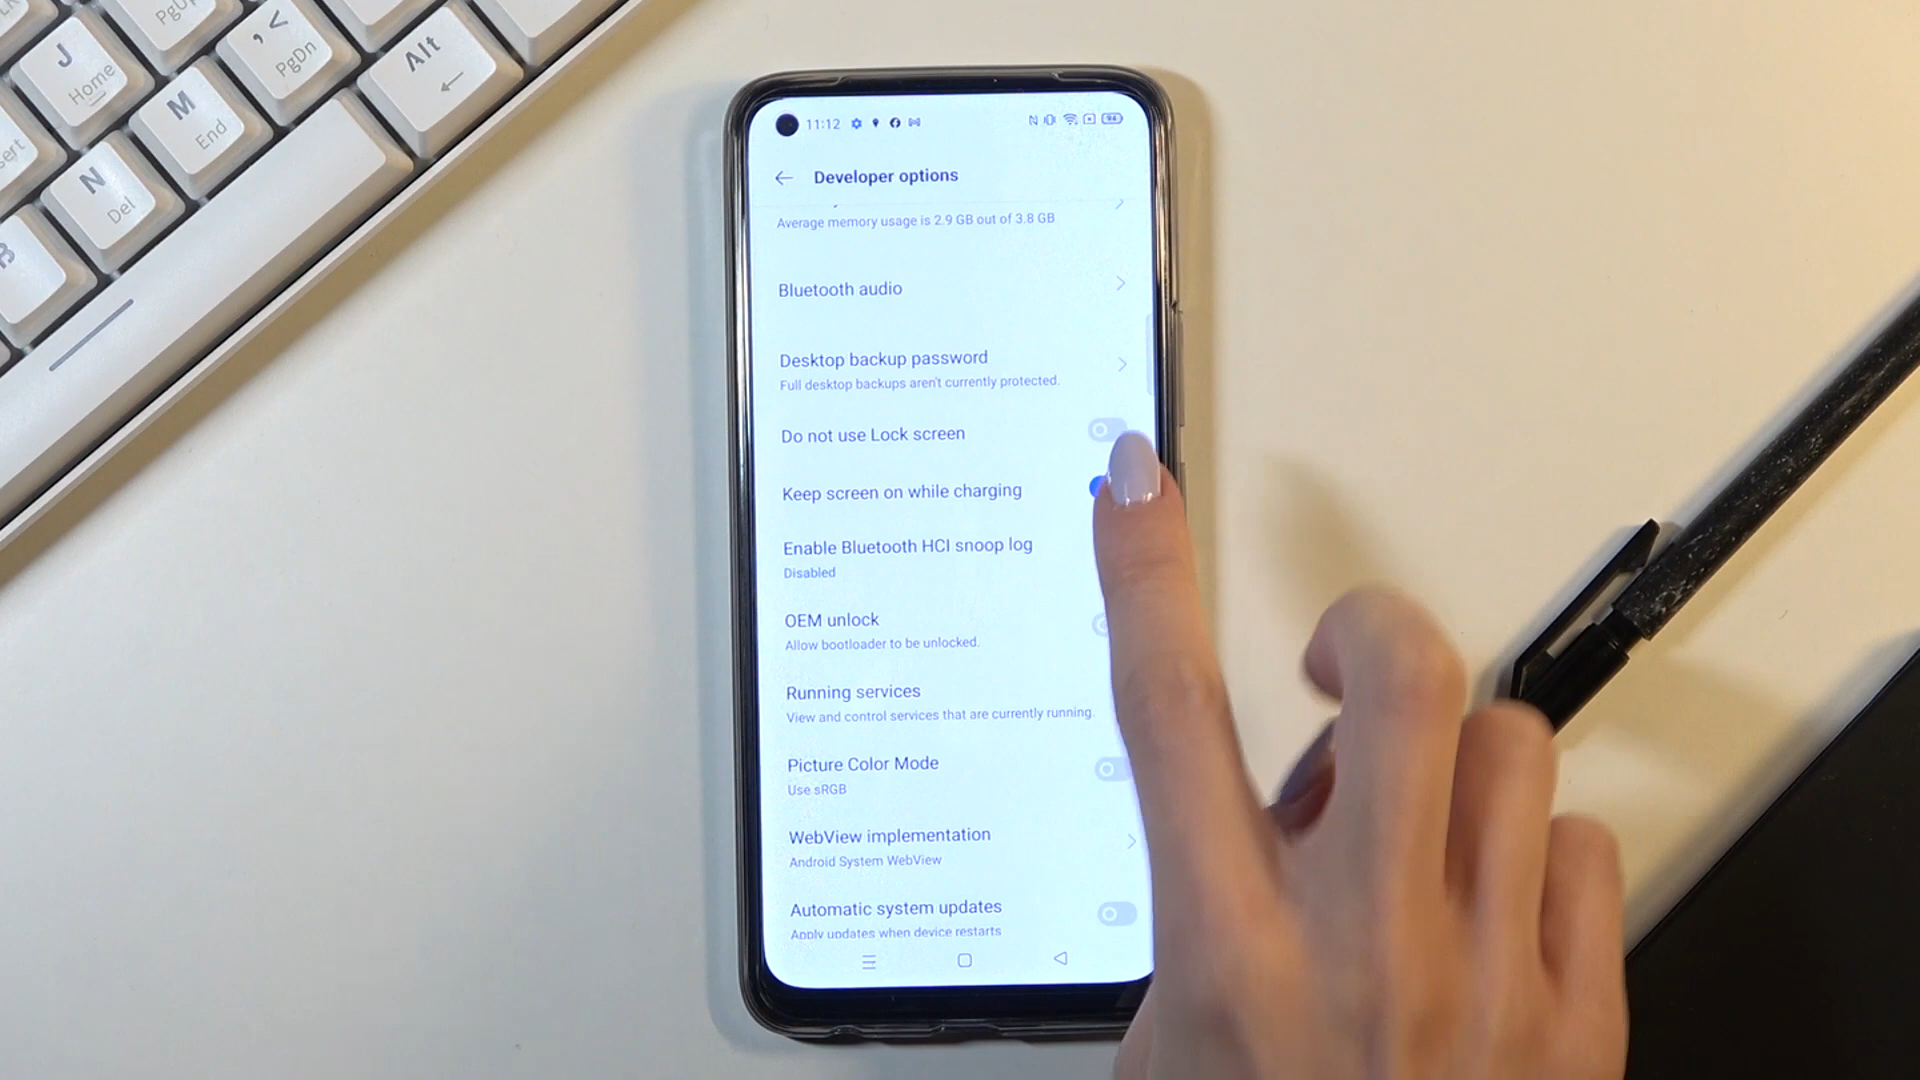 PgUp
J
Home
, <
PgDn
Alt
M
End
N
Del
B
11:12
94
Developer options
Average memory usage is 2.9 GB out of 3.8 GB
Bluetooth audio
Desktop backup password
Full desktop backups aren't currently protected.
Do not use Lock screen
Keep screen on while charging
Enable Bluetooth HCI snoop log
Disabled
OEM unlock
Allow bootloader to be unlocked.
Running services
View and control services that are currently running.
Picture Color Mode
Use sRGB
WebView implementation
Android System WebView
Automatic system updates
Apply updates when device restarts